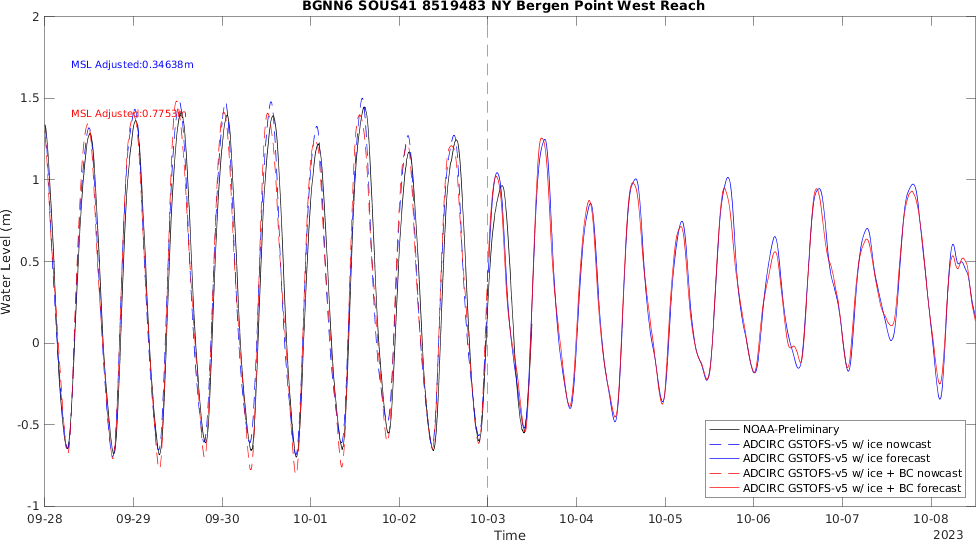 BGNN6 SOUS41 8519483 NY Bergen Point West Reach
2
1.5
1
0.5
0
-0.5
-1
Water Level (m)
MSL Adjusted:0.34638m
MSL Adjusted:0.7753m
NOAA-Preliminary
ADCIRC GSTOFS-v5 w/ ice nowcast
ADCIRC GSTOFS-v5 w/ ice forecast
ADCIRC GSTOFS-v5 w/ ice + BC nowcast
ADCIRC GSTOFS-v5 w/ ice + BC forecast
09-28 09-29 09-30 10-01 10-02 10-03 10-04 10-05 10-06 10-07 10-08
Time
2023